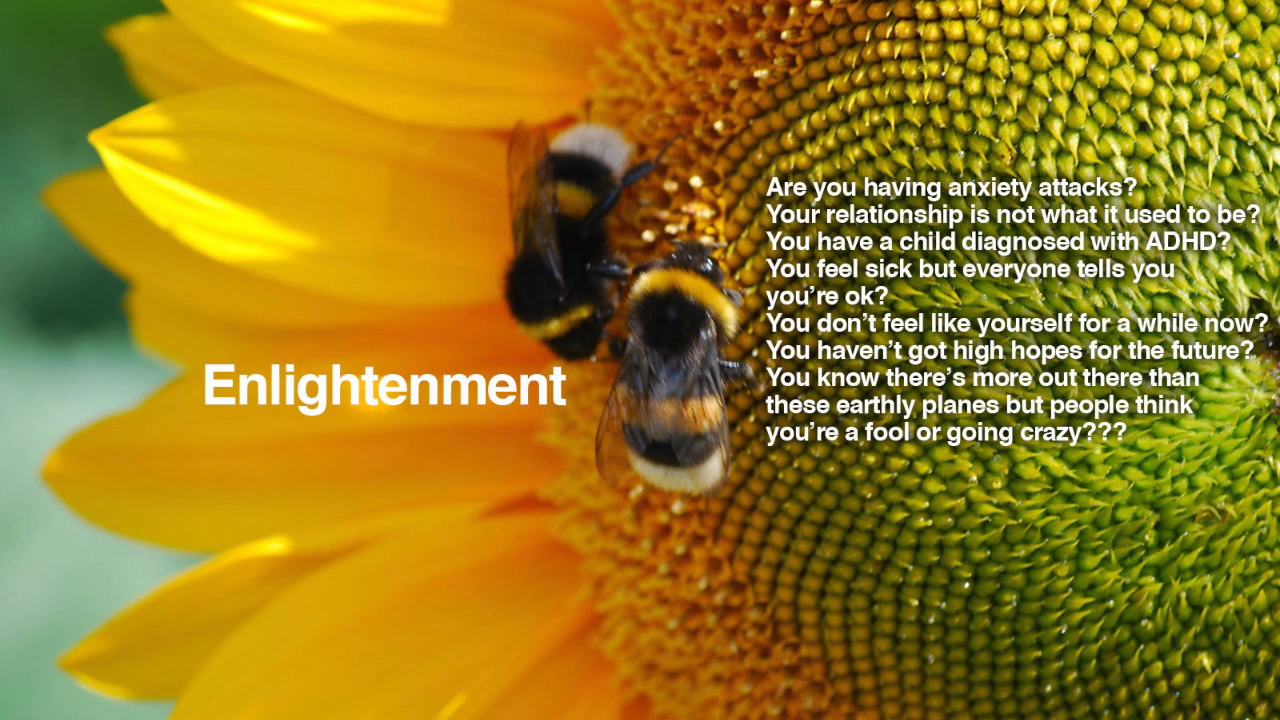 Enlightenment
Are you having anxiety attacks?
Your relationship is not what it used to be?
You have a child diagnosed with ADHD?
You feel sick but everyone tells you
you’re ok?
You don’t feel like yourself for a while now?
You haven’t got high hopes for the future?
You know there’s more out there than
these earthly planes but people think
you’re a fool or going crazy???